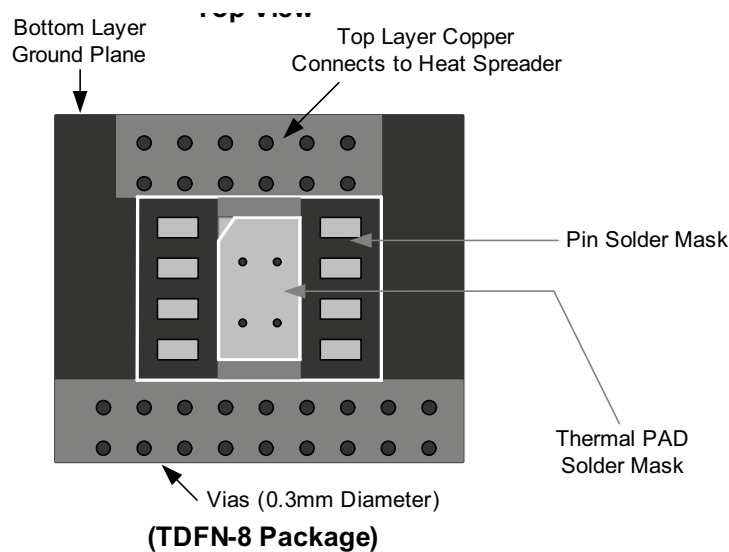 Top View
Bottom Layer
Ground Plane
Top Layer Copper
Connects to Heat Spreader
Pin Solder Mask
Thermal PAD
Solder Mask
Vias (0.3mm Diameter)
(TDFN-8 Package)